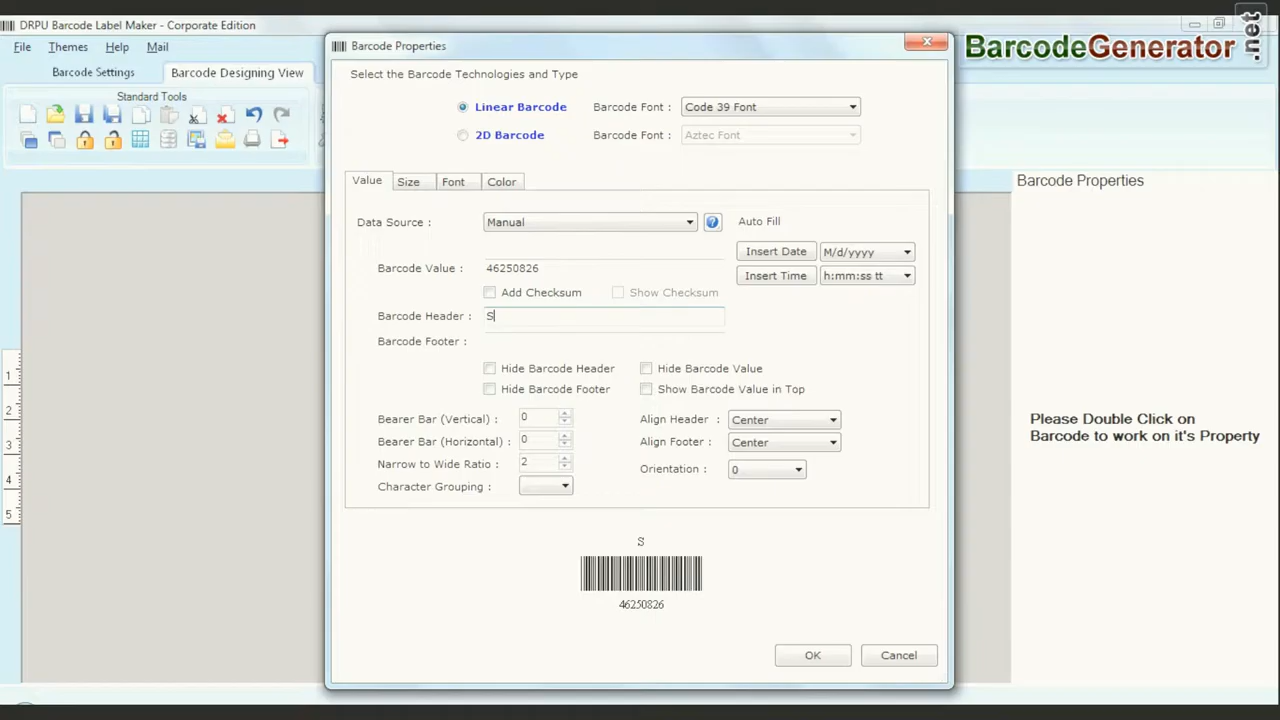 DRPU Barcode Label Maker - Corporate Edition
File Themes Help Mail
Barcode Settings Barcode Designing View
Standard Tools
Barcode Properties
BarcodeGenerator.net
Select the Barcode Technologies and Type
Linear Barcode Barcode Font : Code 39 Font
2D Barcode Barcode Font : Aztec Font
Value Size Font Color
Data Source : Manual ? Auto Fill
Insert Date M/d/yyyy
Barcode Value : 46250826 Insert Time h:mm:ss tt
Add Checksum Show Checksum
Barcode Header : S
Barcode Footer :
Hide Barcode Header Hide Barcode Value
Hide Barcode Footer Show Barcode Value in Top
Bearer Bar (Vertical) : 0 Align Header : Center
Bearer Bar (Horizontal) : 0 Align Footer : Center
Narrow to Wide Ratio : 2 Orientation : 0
Character Grouping :
S
46250826
OK Cancel
Barcode Properties
Please Double Click on
Barcode to work on it's Property
1
2
3
4
5